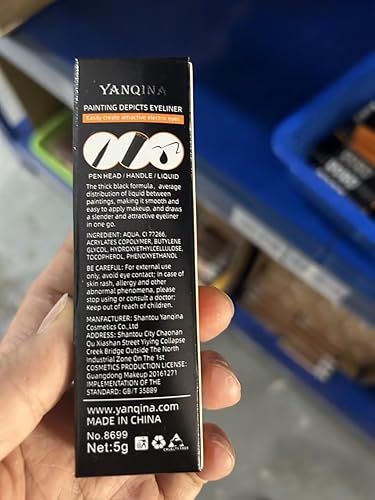 YANQINA
PAINTING DEPICTS EYELINER
Easily create attractive electric eyes
PEN HEAD / HANDLE / LIQUID
The thick black formula, average
distribution of liquid between
paintings, making it smooth and
easy to apply makeup, and draws
a slender and attractive eyeliner
in one go.
INGREDIENT: AQUA, CI 77266,
ACRYLATES COPOLYMER, BUTYLENE
GLYCOL, HYDROXYETHYLCELLULOSE,
TOCOPHEROL, PHENOXYETHANOL
BE CAREFUL: For external use
only, avoid eye contact; In case of
skin rash, allergy and other
abnormal phenomena, please
stop using or consult a doctor;
Keep out of reach of children.
MANUFACTURER: Shantou Yanqina
Cosmetics Co.,Ltd
ADDRESS: Shantou City Chaonan
Qu Xiashan Street Yiying Collapse
Creek Bridge Outside The North
Industrial Zone On The 1st
COSMETICS PRODUCTION LICENSE:
Guangdong Makeup 20161271
IMPLEMENTATION OF THE
STANDARD: GB/T 35889
www.yanqina.com
MADE IN CHINA
No.8699
Net:5g
CRUELTY FREE